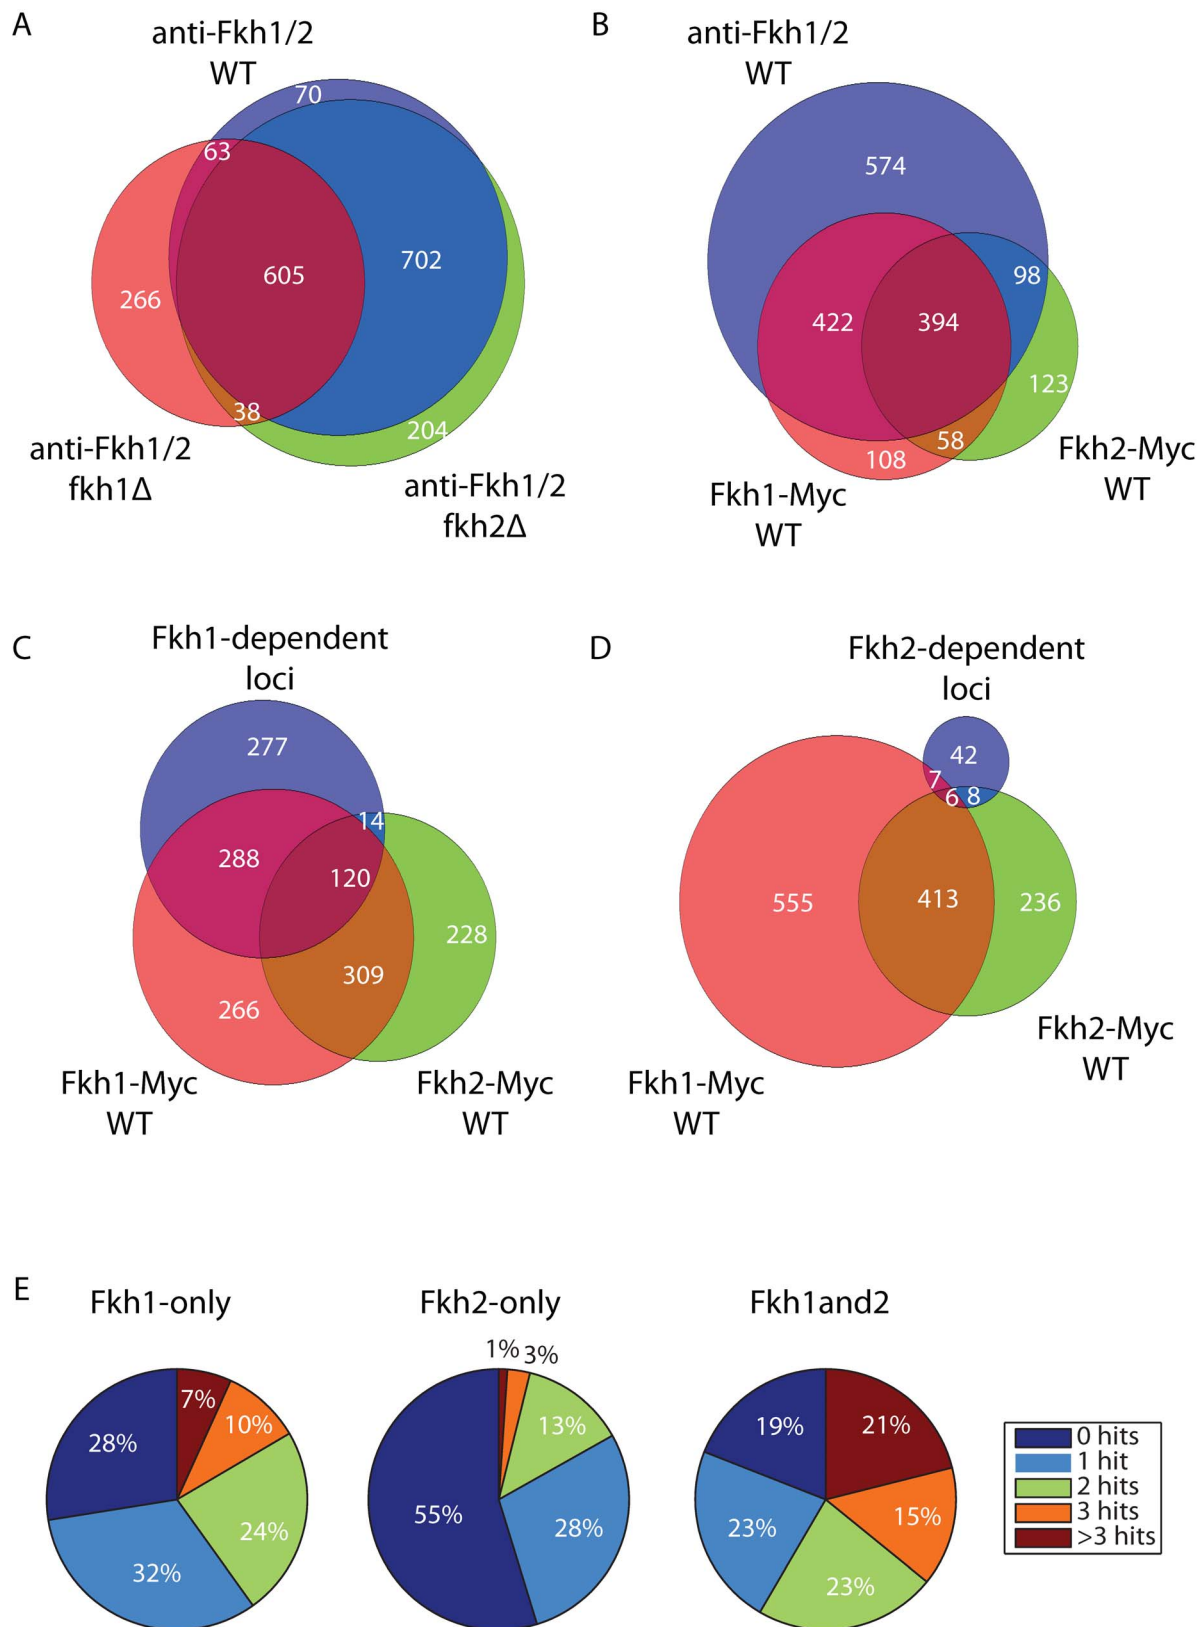 A
anti-Fkh1/2
WT
70
63
605
702
266
38
204
anti-Fkh1/2
fkh1Δ
anti-Fkh1/2
fkh2Δ
B
anti-Fkh1/2
WT
574
98
422
394
123
58
108
Fkh2-Myc
WT
Fkh1-Myc
WT
C
Fkh1-dependent
loci
277
14
288
120
228
309
266
Fkh1-Myc
WT
Fkh2-Myc
WT
D
Fkh2-dependent
loci
42
7
6
8
555
413
236
Fkh2-Myc
WT
Fkh1-Myc
WT
E
Fkh1-only
7%
10%
28%
24%
32%
Fkh2-only
1%
3%
13%
55%
28%
Fkh1and2
19%
21%
15%
23%
23%
0 hits
1 hit
2 hits
3 hits
>3 hits